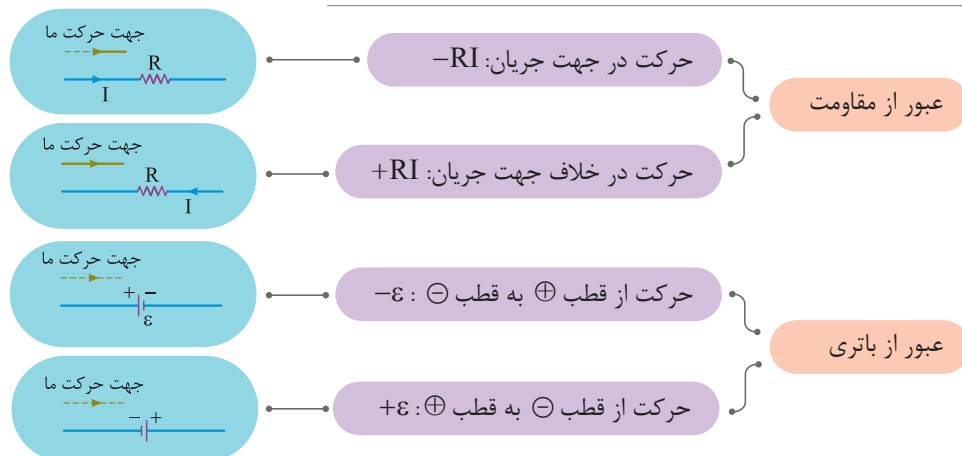 عبور از مقاومت
حرکت در جهت جریان: RI−
جهت حرکت ما
R
I
حرکت در خلاف جهت جریان: RI+
جهت حرکت ما
R
I
عبور از باتری
حرکت از قطب ⊕ به قطب ⊖ : ε−
جهت حرکت ما
+ −
ε
حرکت از قطب ⊖ به قطب ⊕: ε+
جهت حرکت ما
− +